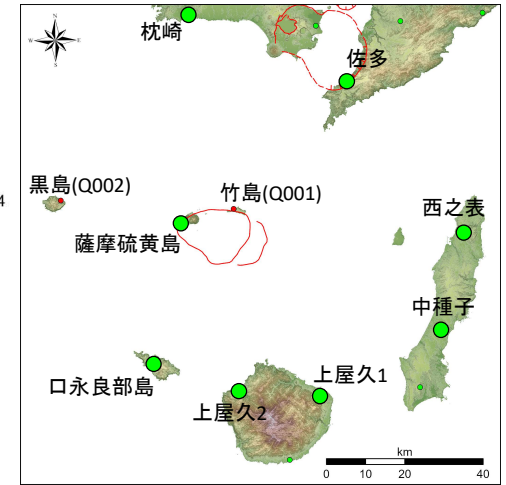 N
W E
S
枕崎
佐多
4
黒島(Q002)
竹島(Q001)
西之表
薩摩硫黄島
中種子
口永良部島
上屋久1
上屋久2
km
0 10 20 40